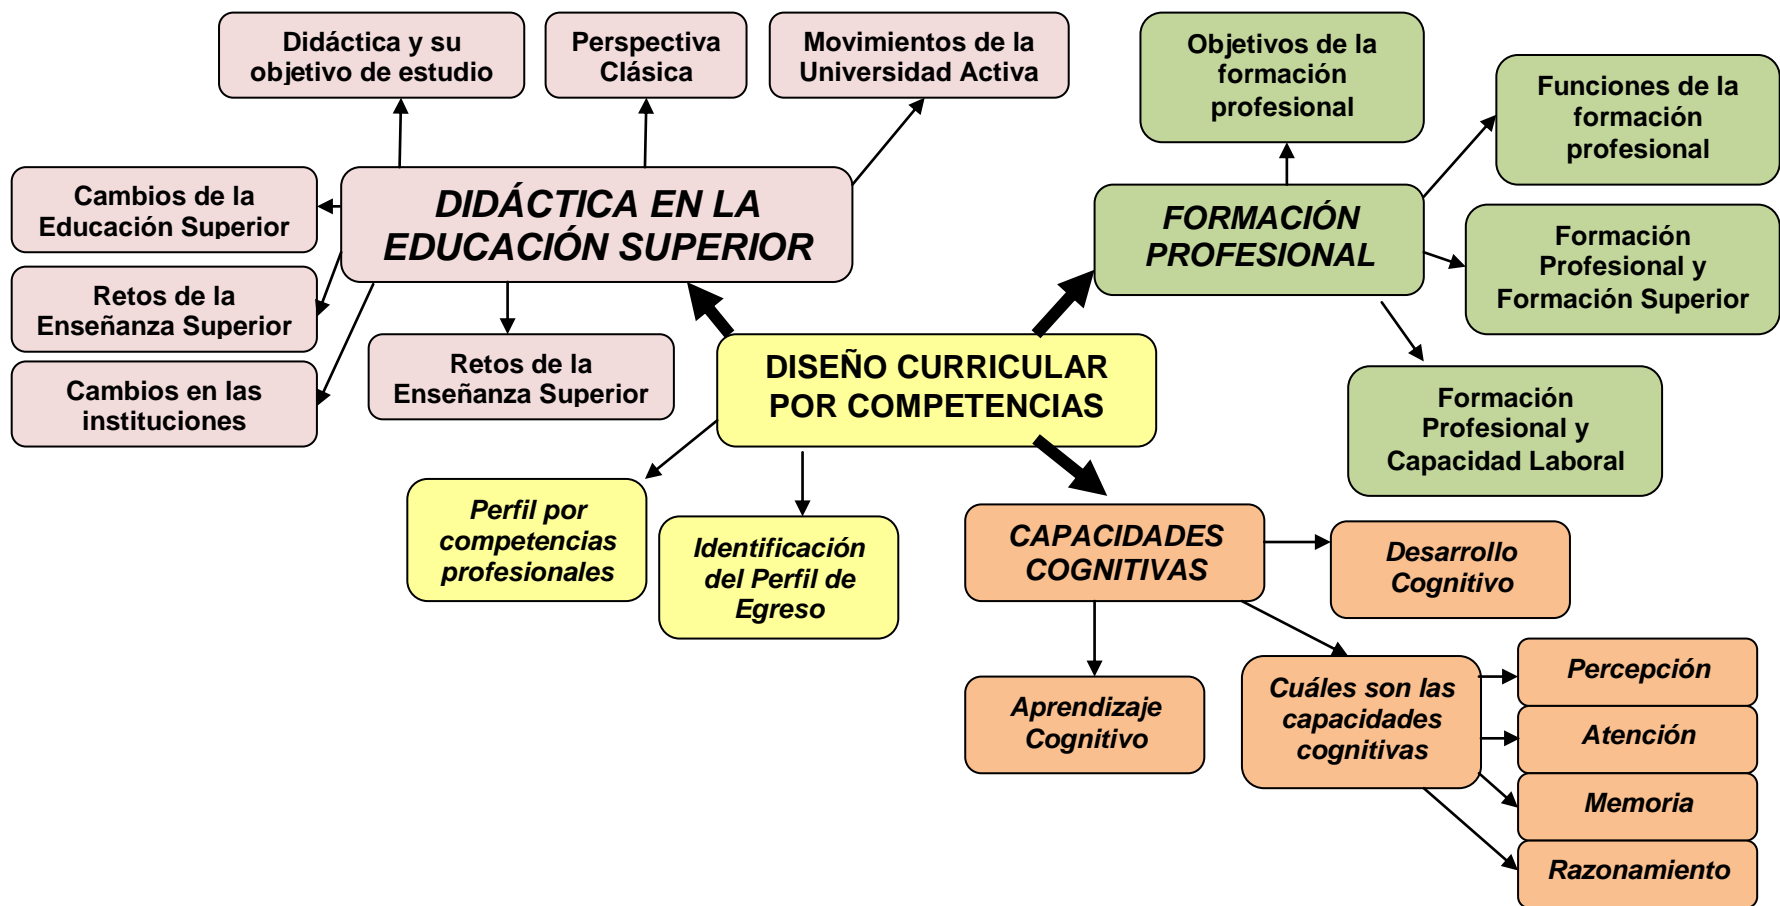 Didáctica y su
objetivo de estudio
Perspectiva
Clásica
Movimientos de la
Universidad Activa
Objetivos de la
formación
profesional
Funciones de la
formación
profesional
Cambios de la
Educación Superior
DIDÁCTICA EN LA
EDUCACIÓN SUPERIOR
FORMACIÓN
PROFESIONAL
Formación
Profesional y
Formación Superior
Retos de la
Enseñanza Superior
Cambios en las
instituciones
Retos de la
Enseñanza Superior
DISEÑO CURRICULAR
POR COMPETENCIAS
Formación
Profesional y
Capacidad Laboral
Perfil por
competencias
profesionales
Identificación
del Perfil de
Egreso
CAPACIDADES
COGNITIVAS
Desarrollo
Cognitivo
Aprendizaje
Cognitivo
Cuáles son las
capacidades
cognitivas
Percepción
Atención
Memoria
Razonamiento